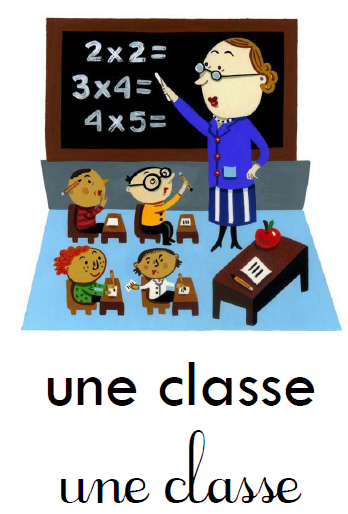 2x2=
3x4=
4x5=
une classe
une classe